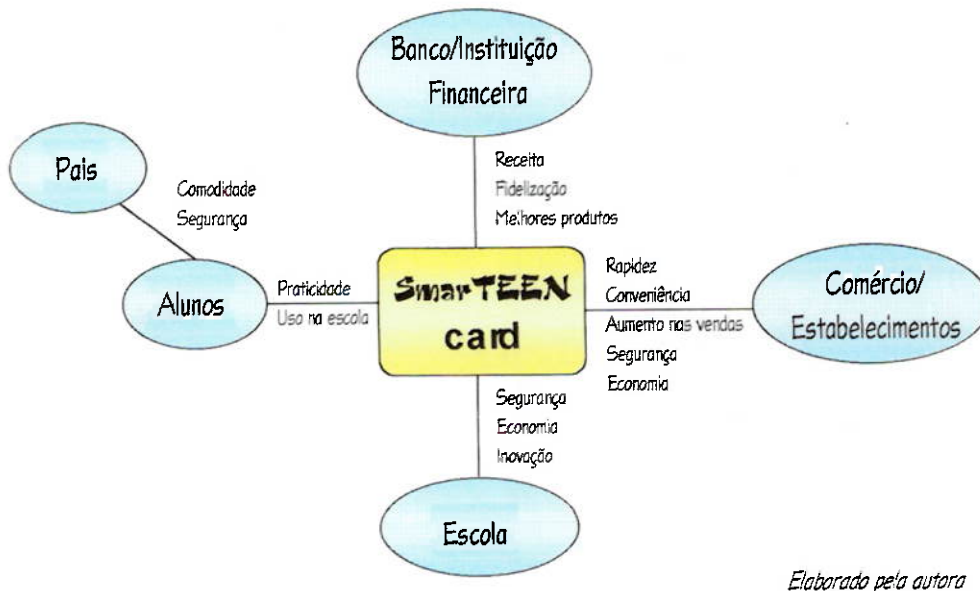 Banco/Instituição
Financeira
Pais
Comodidade
Segurança
Receita
Fidelização
Melhores produtos
Alunos
Praticidade
Uso na escola
SmarTEEN
card
Rapidez
Conveniência
Aumento nas vendas
Segurança
Economia
Comércio/
Estabelecimentos
Segurança
Economia
Inovação
Escola
Elaborado pela autora